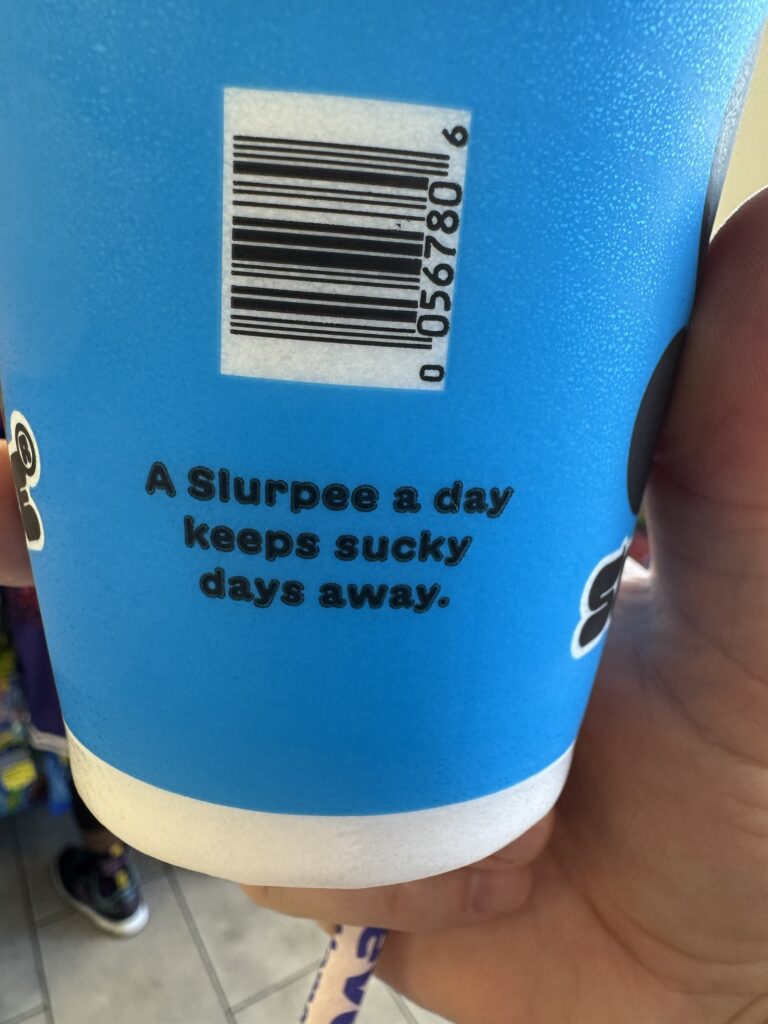 0 056780 6
A Slurpee a day
keeps sucky
days away.